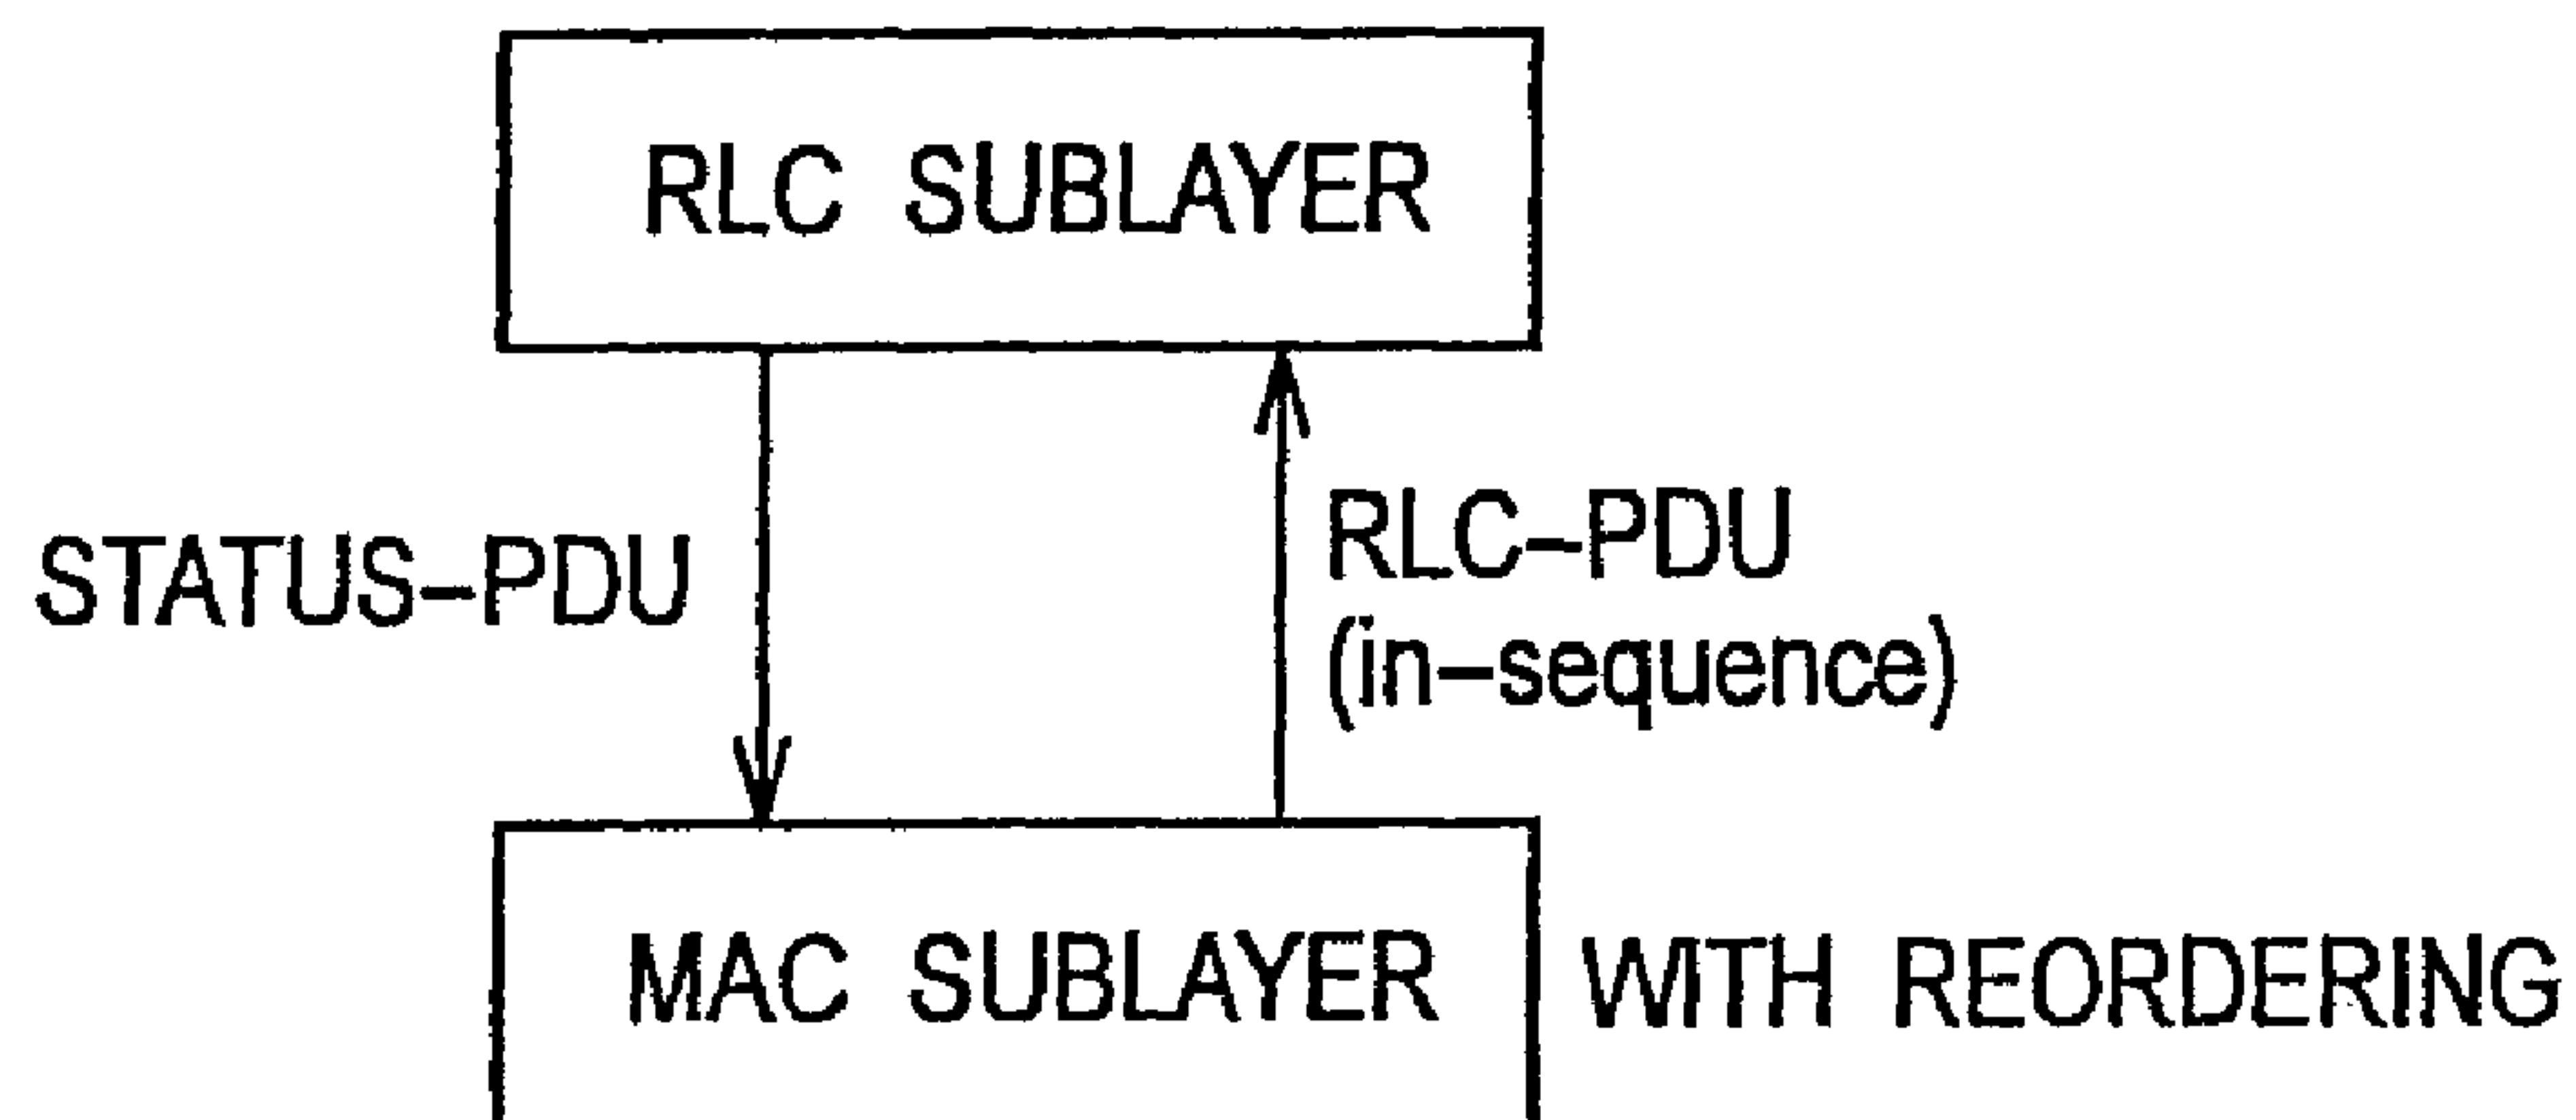 RLC SUBLAYER
STATUS-PDU
RLC-PDU
(in-sequence)
MAC SUBLAYER
WITH REORDERING